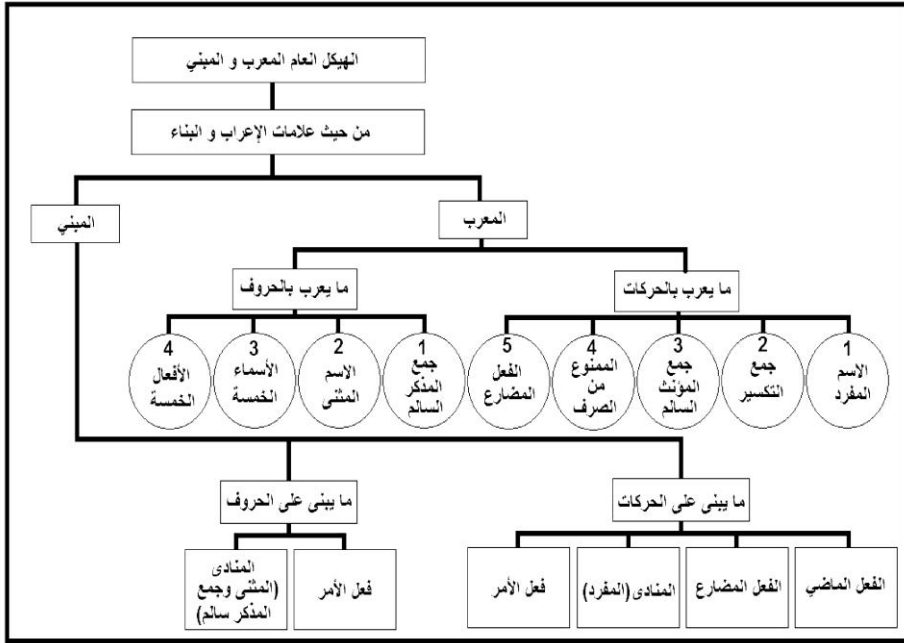 الهيكل العام المعرب و المبني
من حيث علامات الإعراب و البناء
المعرب
المبني
ما يعرب بالحركات
ما يعرب بالحروف
1
الاسم
المفرد
2
جمع
التكسير
3
جمع
المؤنث
السالم
4
الممنوع
من
الصرف
5
الفعل
المضارع
1
جمع
المذكر
السالم
2
الاسم
المثنى
3
الأسماء
الخمسة
4
الأفعال
الخمسة
ما يبنى على الحركات
ما يبنى على الحروف
الفعل الماضي
الفعل المضارع
المنادى (المفرد)
فعل الأمر
فعل الأمر
المنادى
(المثنى وجمع
المذكر سالم)